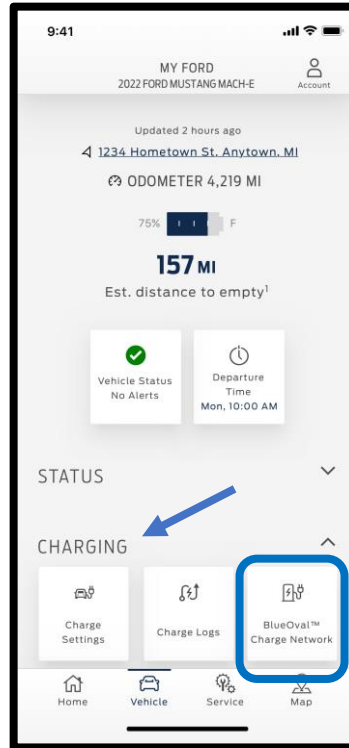 9:41
MY FORD
2022 FORD MUSTANG MACH-E
Account
Updated 2 hours ago
1234 Hometown St, Anytown, MI
ODOMETER 4,219 MI
75% F
157 MI
Est. distance to empty¹
Vehicle Status
No Alerts
Departure
Time
Mon, 10:00 AM
STATUS
CHARGING
Charge
Settings
Charge Logs
BlueOval™
Charge Network
Home Vehicle Service Map